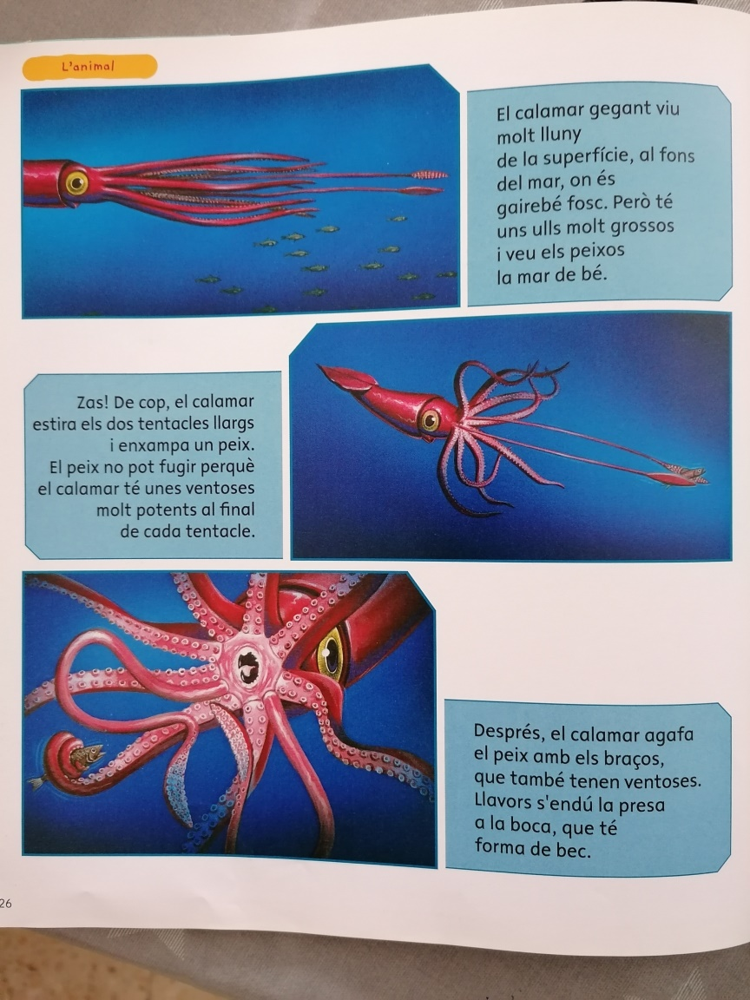 L'animal
El calamar gegant viu
molt lluny
de la superfície, al fons
del mar, on és
gairebé fosc. Però té
uns ulls molt grossos
i veu els peixos
la mar de bé.
Zas! De cop, el calamar
estira els dos tentacles llargs
i enxampa un peix.
El peix no pot fugir perquè
el calamar té unes ventoses
molt potents al final
de cada tentacle.
Després, el calamar agafa
el peix amb els braços,
que també tenen ventoses.
Llavors s'endú la presa
a la boca, que té
forma de bec.
26